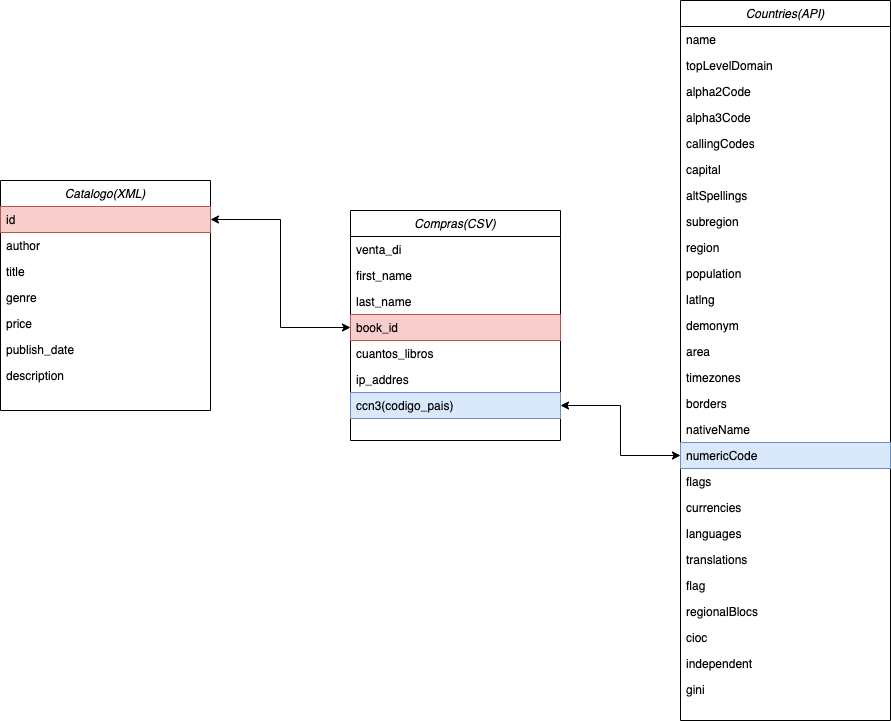 Catalogo(XML)
id
author
title
genre
price
publish_date
description
Compras(CSV)
venta_di
first_name
last_name
book_id
cuantos_libros
ip_addres
ccn3(codigo_pais)
Countries(API)
name
topLevelDomain
alpha2Code
alpha3Code
callingCodes
capital
altSpellings
subregion
region
population
latlng
demonym
area
timezones
borders
nativeName
numericCode
flags
currencies
languages
translations
flag
regionalBlocs
cioc
independent
gini